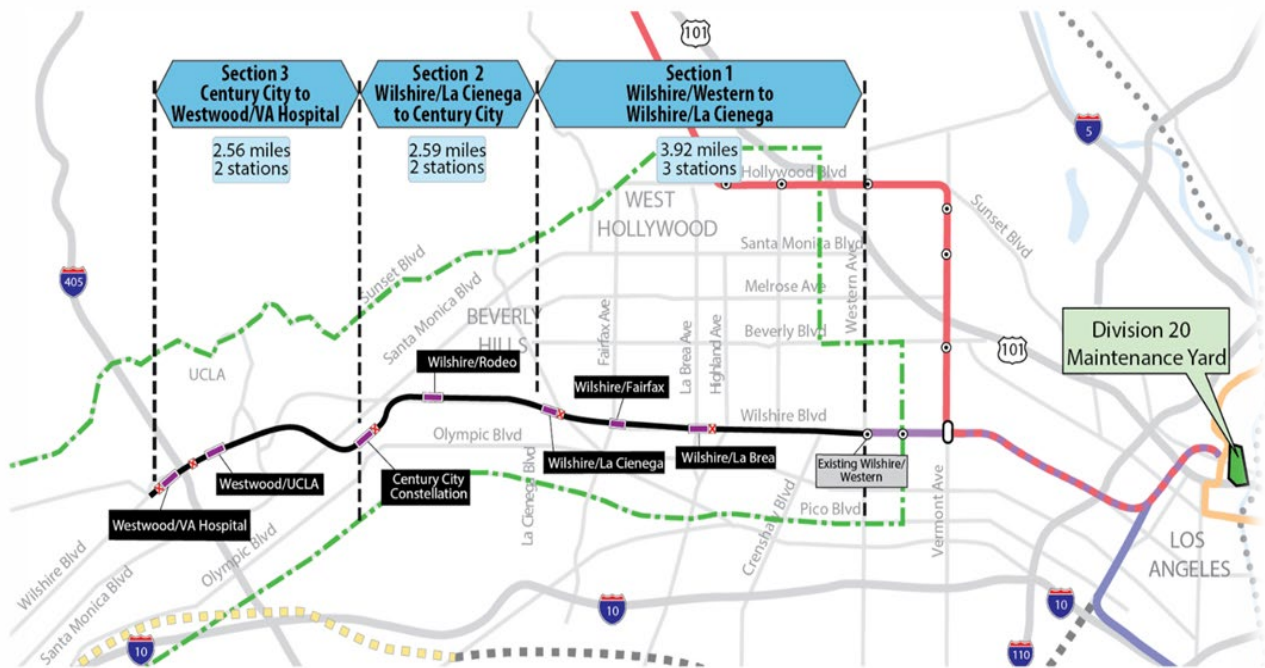 101
Section 3
Century City to
Westwood/VA Hospital
Section 2
Wilshire/La Cienega
to Century City
Section 1
Wilshire/Western to
Wilshire/La Cienega
5
2.56 miles
2 stations
2.59 miles
2 stations
3.92 miles
3 stations
Hollywood Blvd
WEST
HOLLYWOOD
Sunset Blvd
Santa Monica Blvd
405
Sunset Blvd
Santa Monica Blvd
Melrose Ave
Western Ave
BEVERLY
HILLS
Fairfax Ave
La Brea Ave
Highland Ave
Beverly Blvd
101
Division 20
Maintenance Yard
UCLA
Wilshire/Rodeo
Wilshire/Fairfax
Wilshire Blvd
Olympic Blvd
Wilshire/La Cienega
Wilshire/La Brea
Existing Wilshire/
Western
Westwood/UCLA
Century City
Constellation
La Cienega Blvd
Crenshaw Blvd
Vermont Ave
Pico Blvd
Westwood/VA Hospital
Wilshire Blvd
Santa Monica Blvd
Olympic Blvd
LOS
ANGELES
10
10
10
110